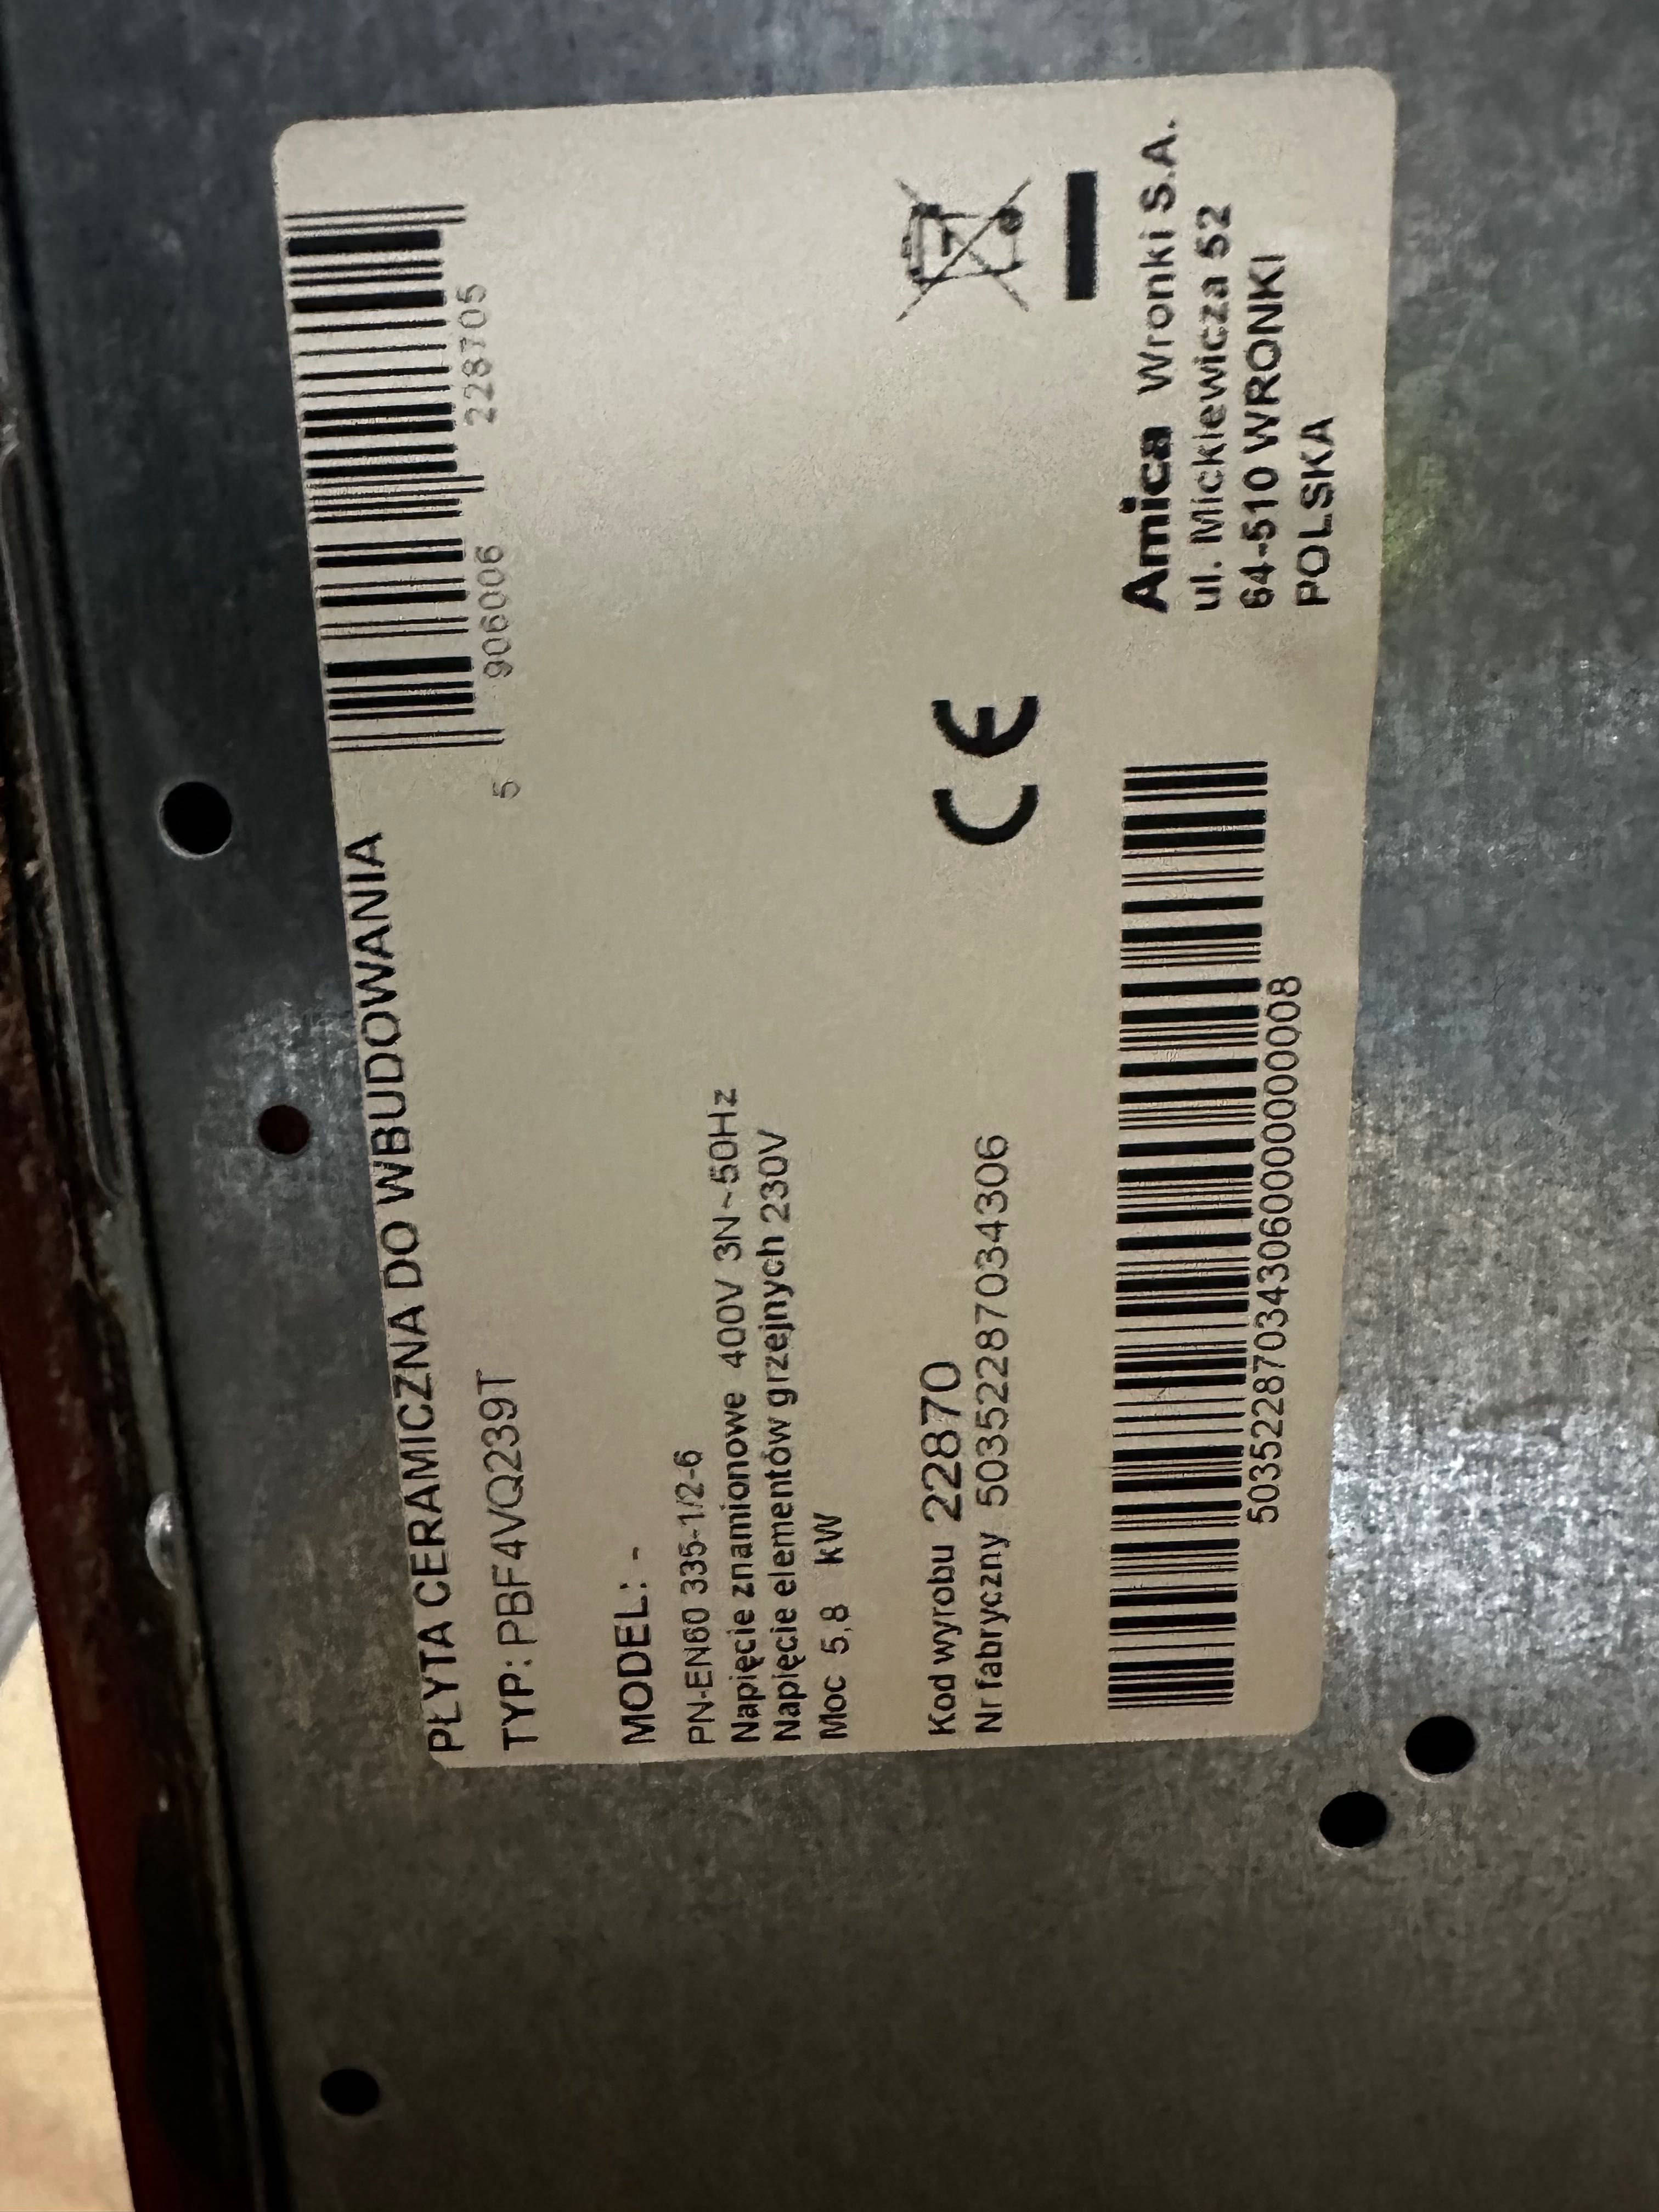 PŁYTA CERAMICZNA DO WBUDOWANIA
TYP: PBF4VQ239T
5 906006 228705
MODEL: -
PN-EN60 335-1/2-6
Napięcie znamionowe 400V 3N~50Hz
Napięcie elementów grzejnych 230V
Moc 5,8 kW
Kod wyrobu 22870
Nr fabryczny 50352287034306
CE
503522870343060000000008
Amica Wronki S.A.
ul. Mickiewicza 52
64-510 WRONKI
POLSKA